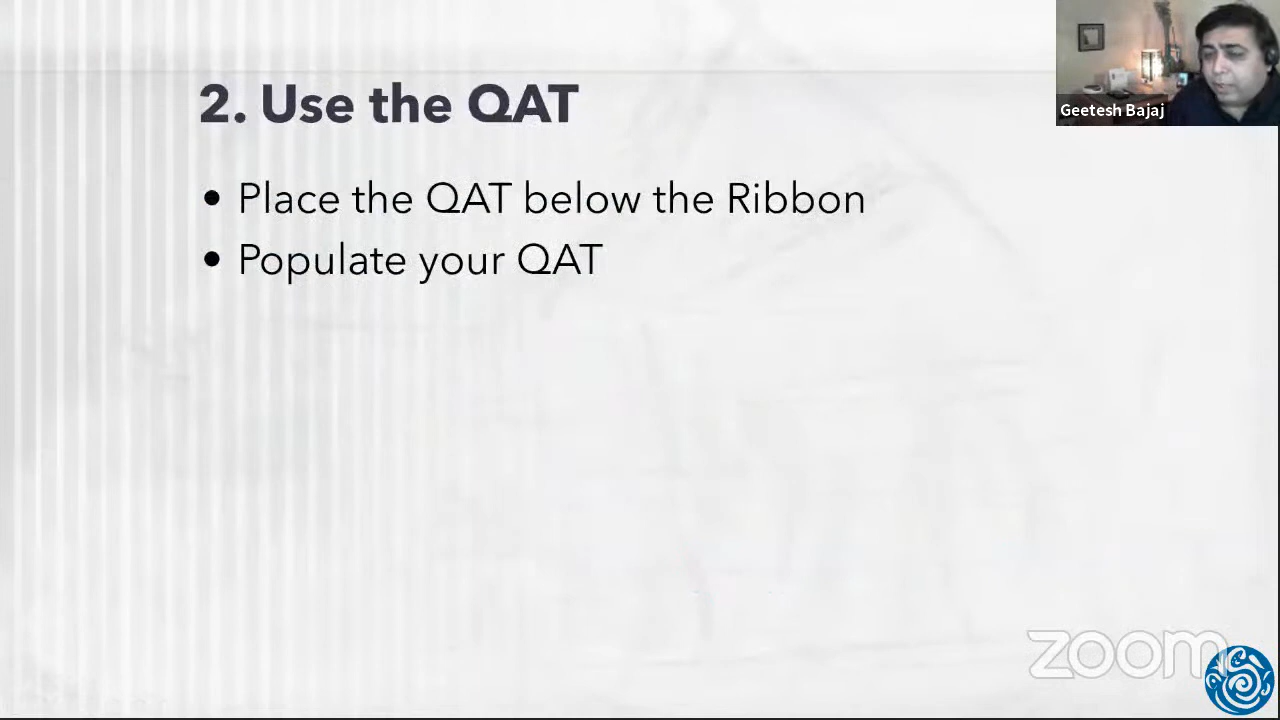 2. Use the QAT
• Place the QAT below the Ribbon
• Populate your QAT
Geetesh Bajaj
zoom